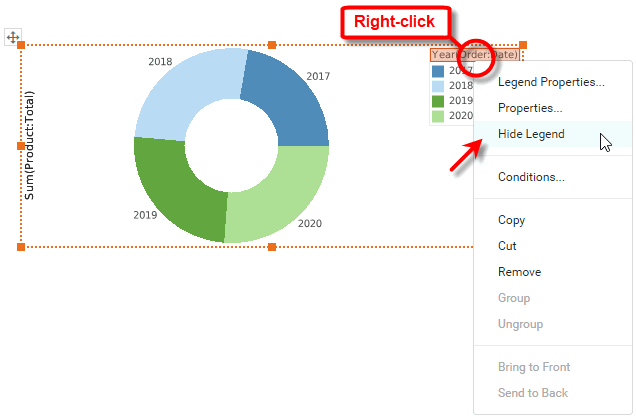 Right-click
Year(Order:Date)
2017
2018
2019
2020
Sum(Product:Total)
2018
2017
2019
2020
Legend Properties...
Properties...
Hide Legend
Conditions...
Copy
Cut
Remove
Group
Ungroup
Bring to Front
Send to Back